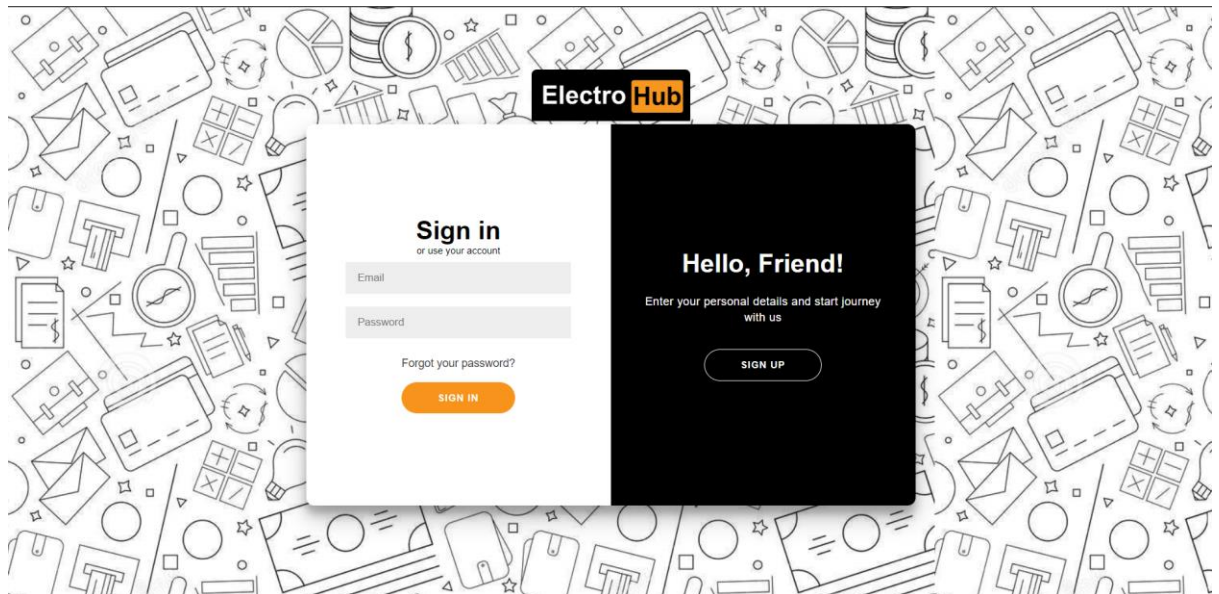 Electro Hub
Sign in
or use your account
Email
Password
Forgot your password?
SIGN IN
Hello, Friend!
Enter your personal details and start journey
with us
SIGN UP